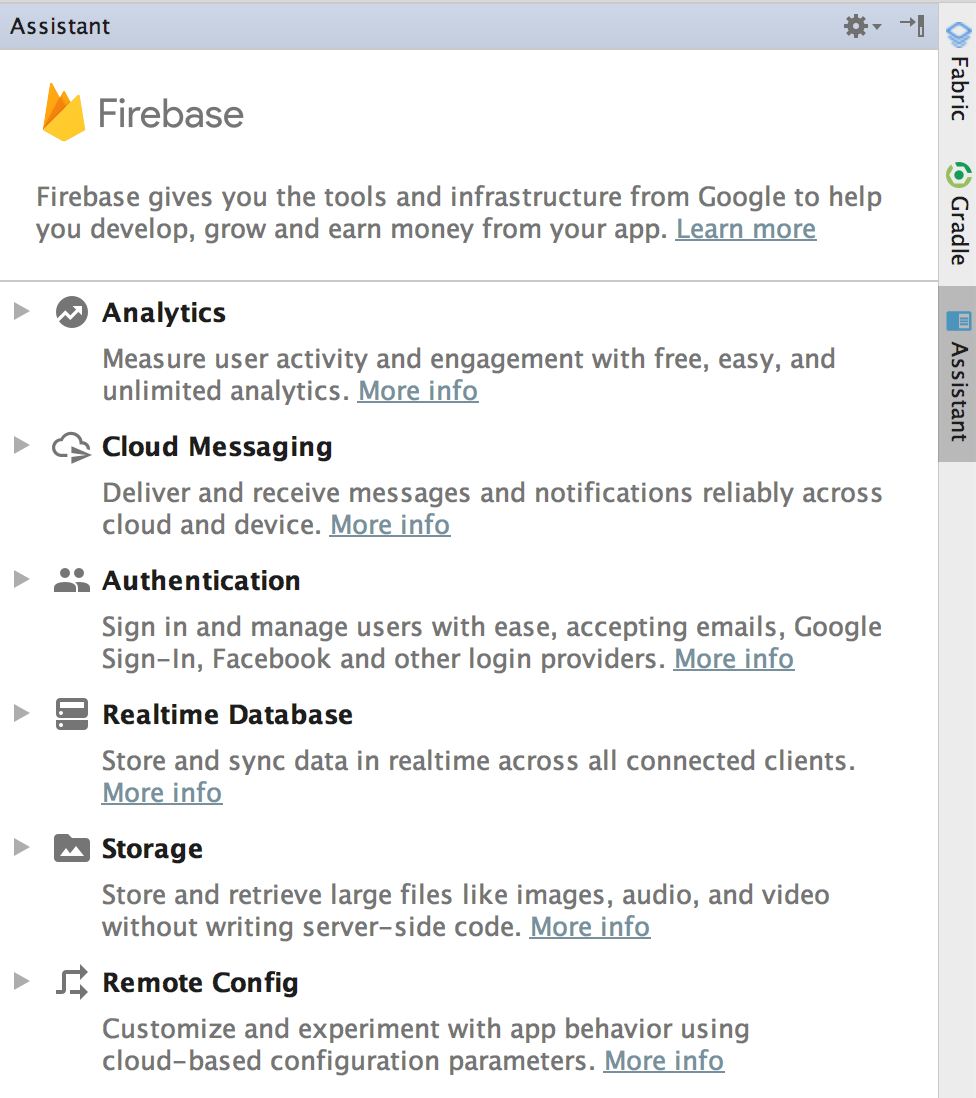 Assistant
Firebase
Firebase gives you the tools and infrastructure from Google to help
you develop, grow and earn money from your app. Learn more
Analytics
Measure user activity and engagement with free, easy, and
unlimited analytics. More info
Cloud Messaging
Deliver and receive messages and notifications reliably across
cloud and device. More info
Authentication
Sign in and manage users with ease, accepting emails, Google
Sign-In, Facebook and other login providers. More info
Realtime Database
Store and sync data in realtime across all connected clients.
More info
Storage
Store and retrieve large files like images, audio, and video
without writing server-side code. More info
Remote Config
Customize and experiment with app behavior using
cloud-based configuration parameters. More info
Fabric
Gradle
Assistant